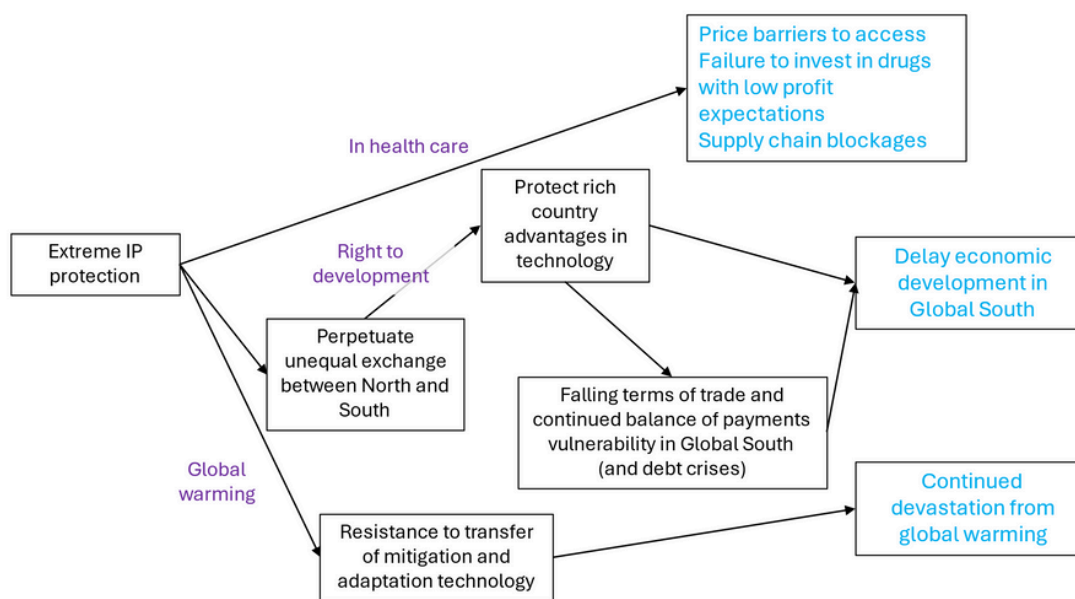 Price barriers to access
Failure to invest in drugs
with low profit
expectations
Supply chain blockages
In health care
Protect rich
country
advantages in
technology
Extreme IP
protection
Right to
development
Delay economic
development in
Global South
Perpetuate
unequal exchange
between North and
South
Falling terms of trade and
continued balance of payments
vulnerability in Global South
(and debt crises)
Global
warming
Continued
devastation from
global warming
Resistance to transfer
of mitigation and
adaptation technology